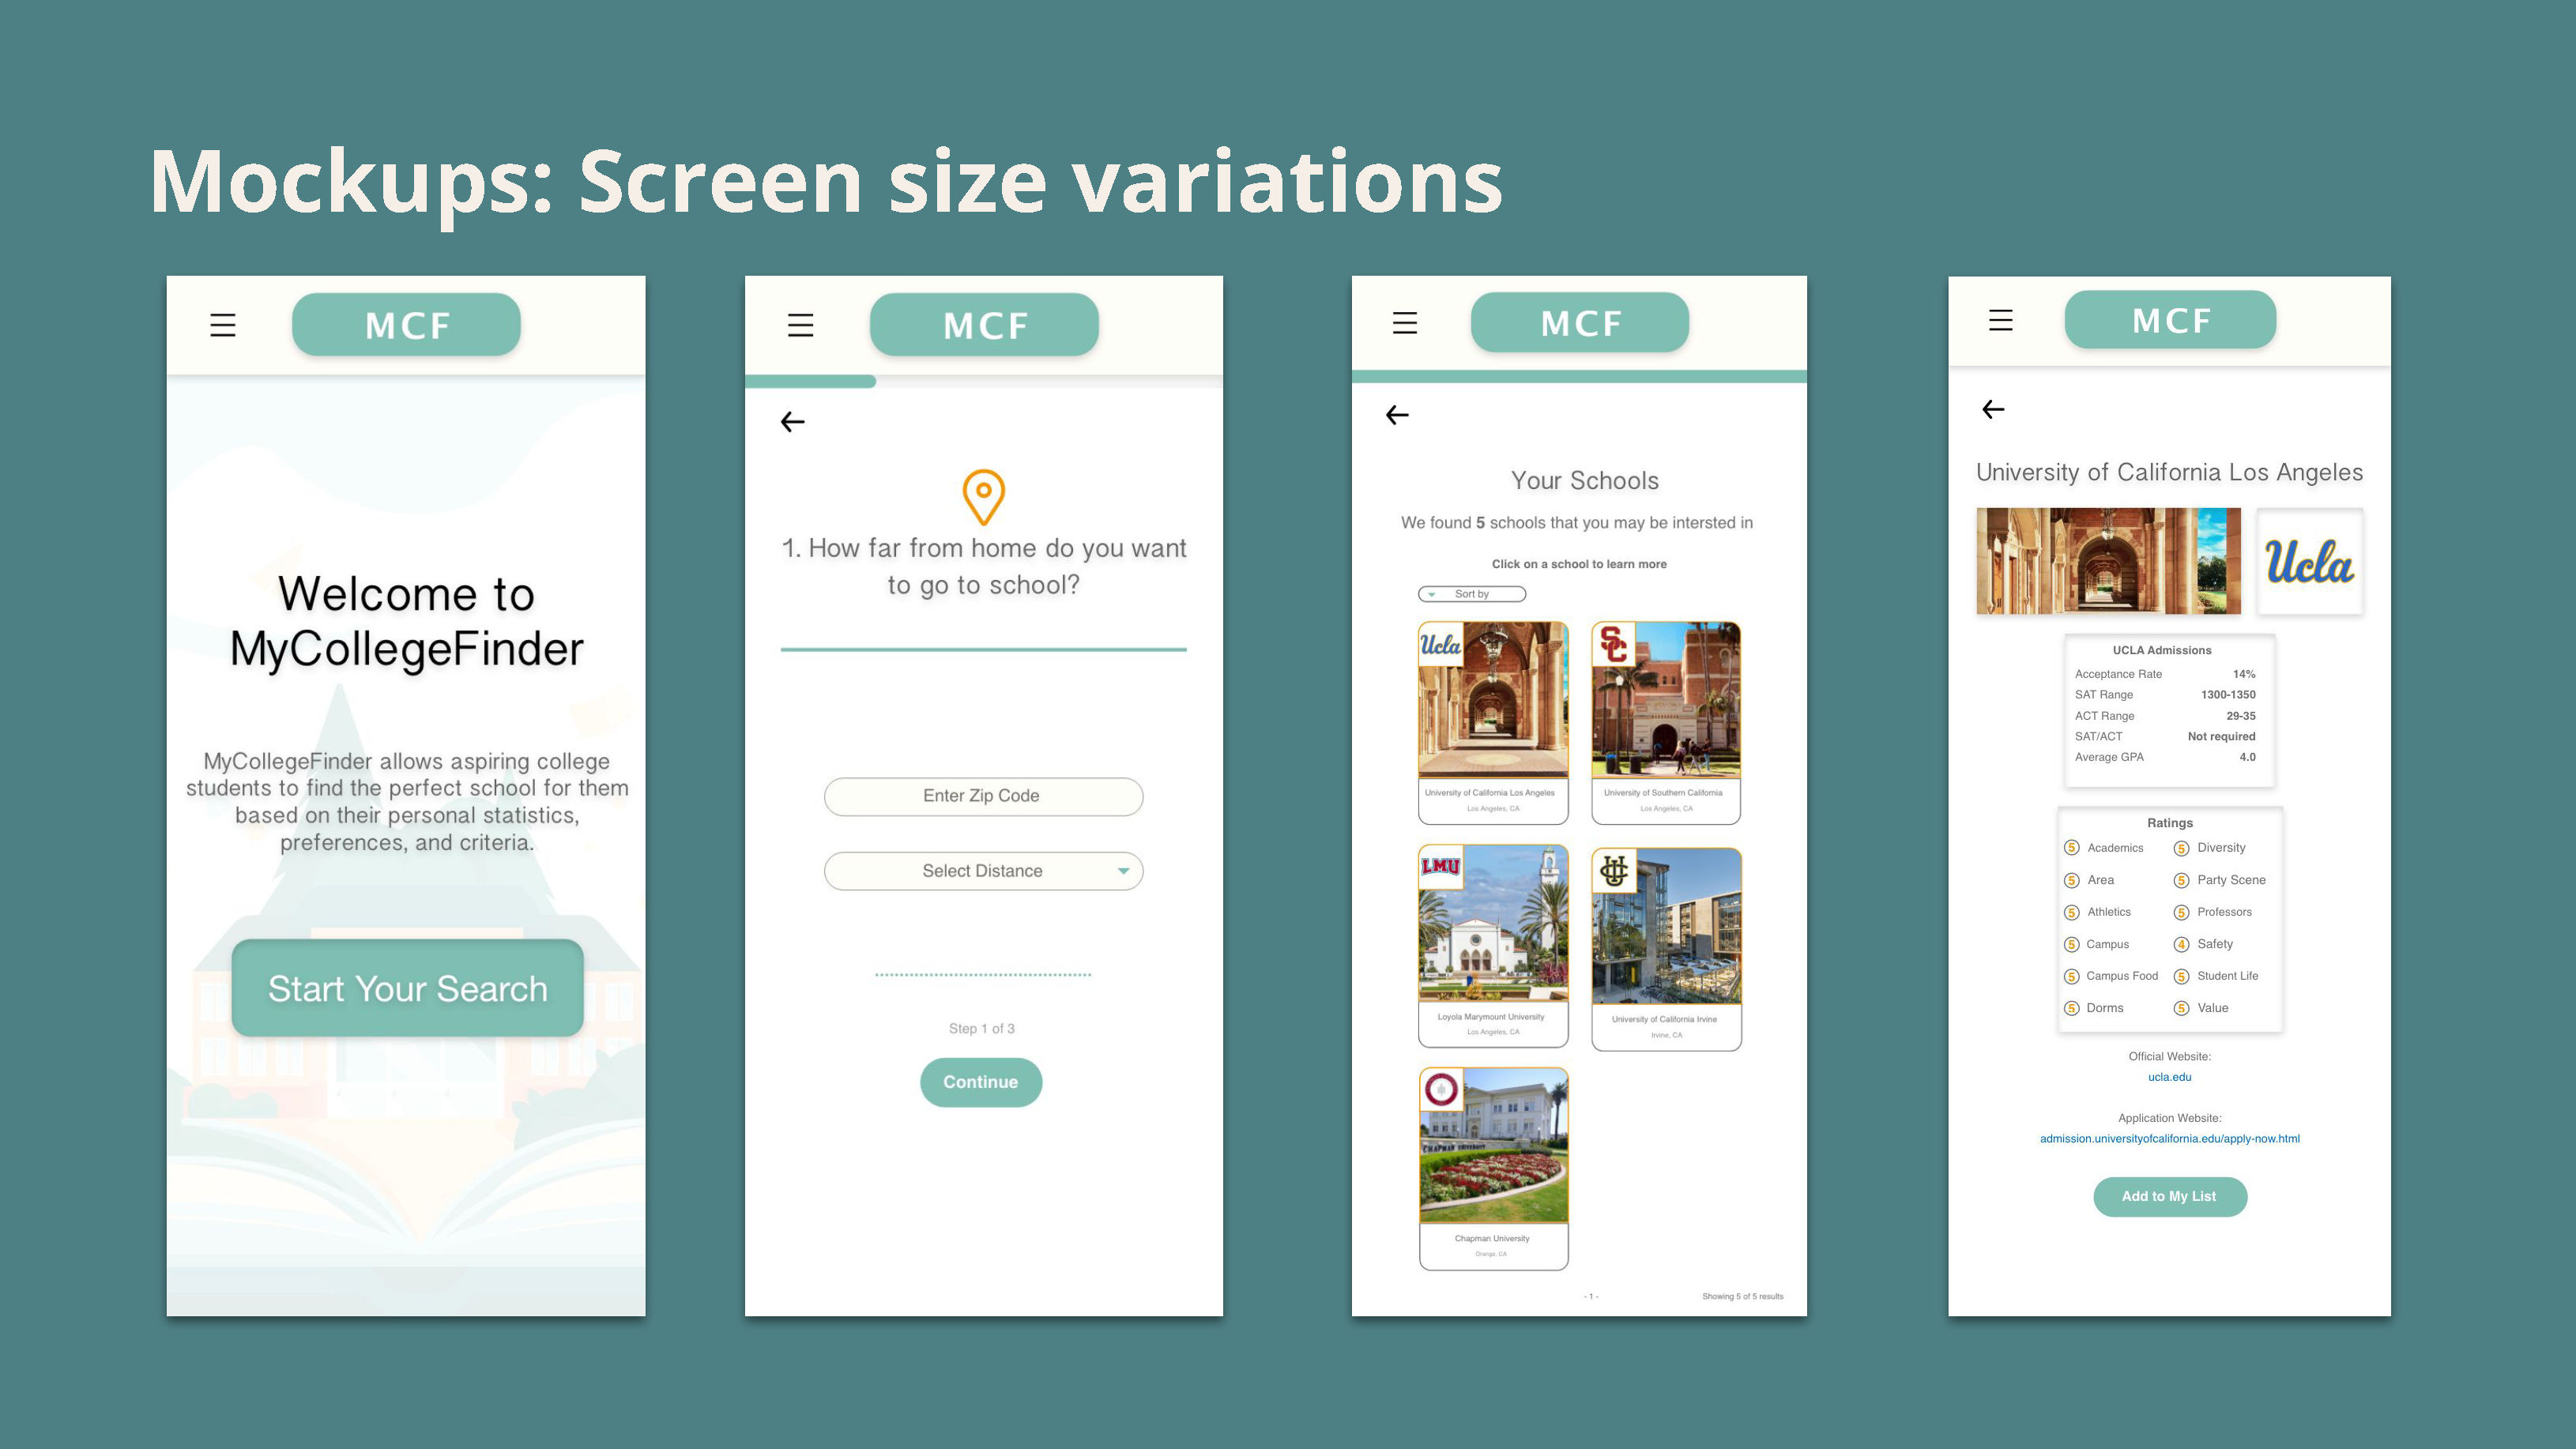 Mockups: Screen size variations
MCF
Welcome to
MyCollegeFinder
MyCollegeFinder allows aspiring college
students to find the perfect school for them
based on their personal statistics,
preferences, and criteria.
Start Your Search
MCF
1. How far from home do you want
to go to school?
Enter Zip Code
Select Distance
Step 1 of 3
Continue
MCF
Your Schools
We found 5 schools that you may be intersted in
Click on a school to learn more
Sort by
Ucla
SC
University of California Los Angeles
Los Angeles, CA
University of Southern California
Los Angeles, CA
LMU
UC
Loyola Marymount University
Los Angeles, CA
University of California Irvine
Irvine, CA
CHAPMAN UNIVERSITY
Chapman University
Orange, CA
- 1 -
Showing 5 of 5 results
MCF
University of California Los Angeles
Ucla
UCLA Admissions
Acceptance Rate 14%
SAT Range 1300-1350
ACT Range 29-35
SAT/ACT Not required
Average GPA 4.0
Ratings
5 Academics 5 Diversity
5 Area 5 Party Scene
5 Athletics 5 Professors
5 Campus 4 Safety
5 Campus Food 5 Student Life
5 Dorms 5 Value
Official Website:
ucla.edu
Application Website:
admission.universityofcalifornia.edu/apply-now.html
Add to My List